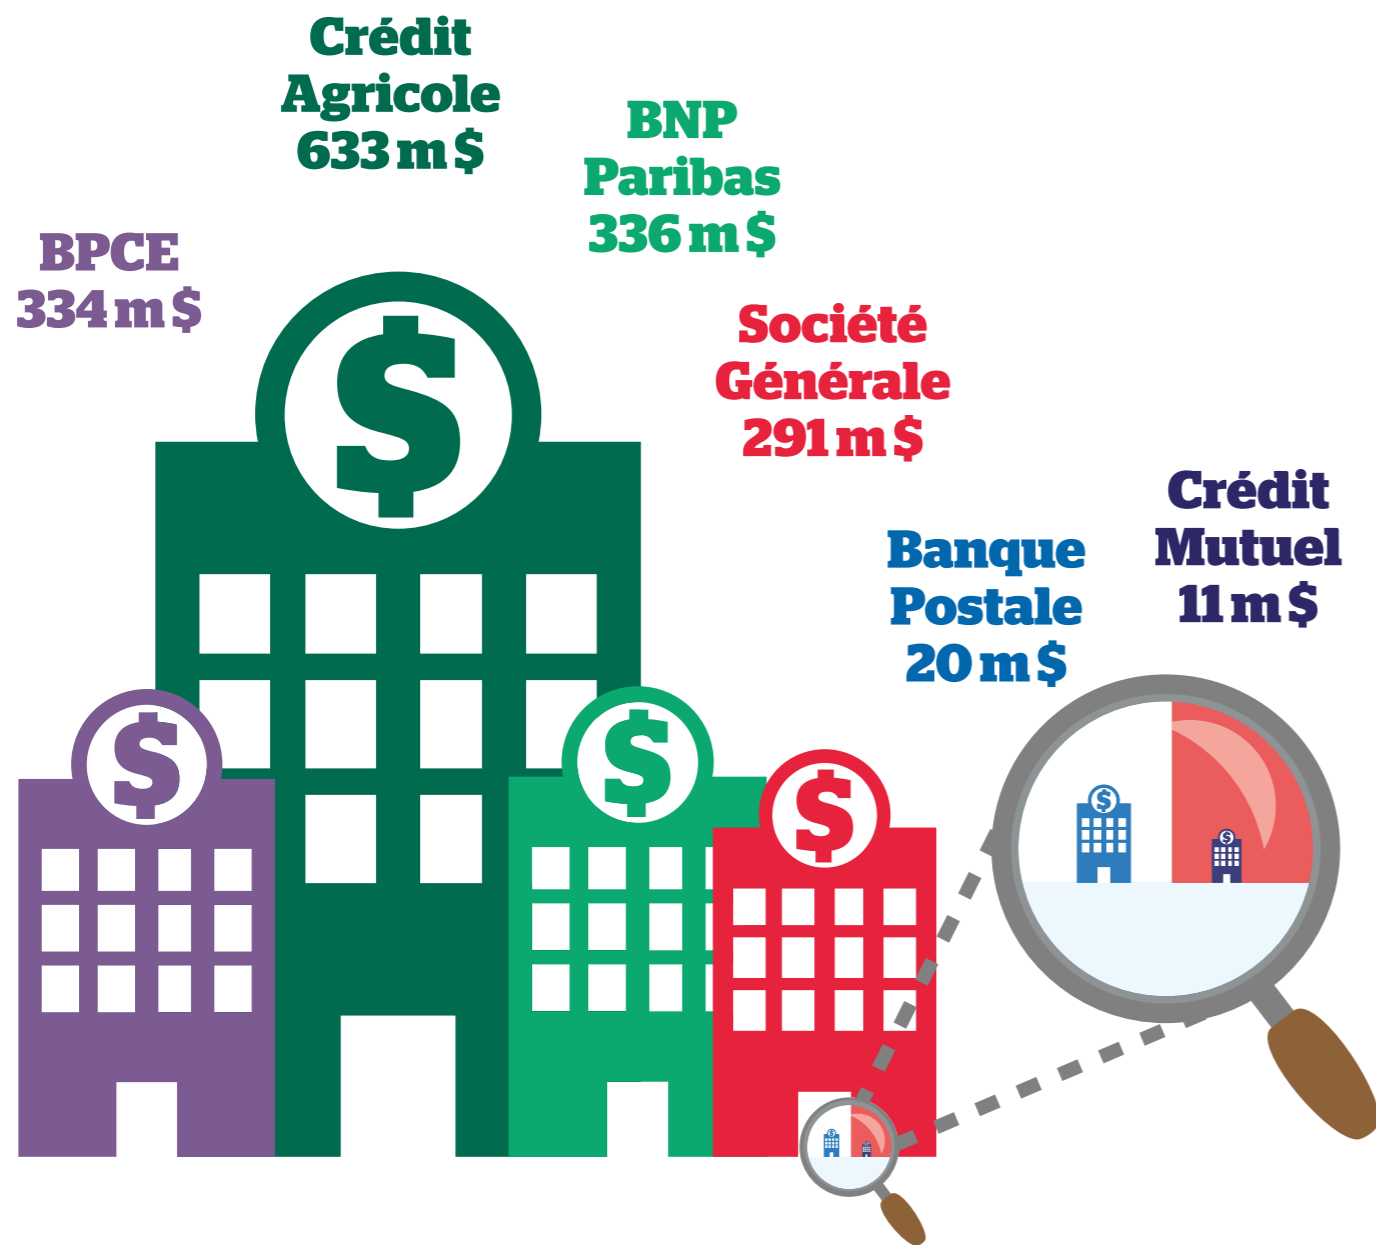 Crédit
Agricole
633 m $
BNP
Paribas
336 m $
BPCE
334 m $
Société
Générale
291 m $
Banque
Postale
20 m $
Crédit
Mutuel
11 m $
$
$
$
$
$
$
$
$